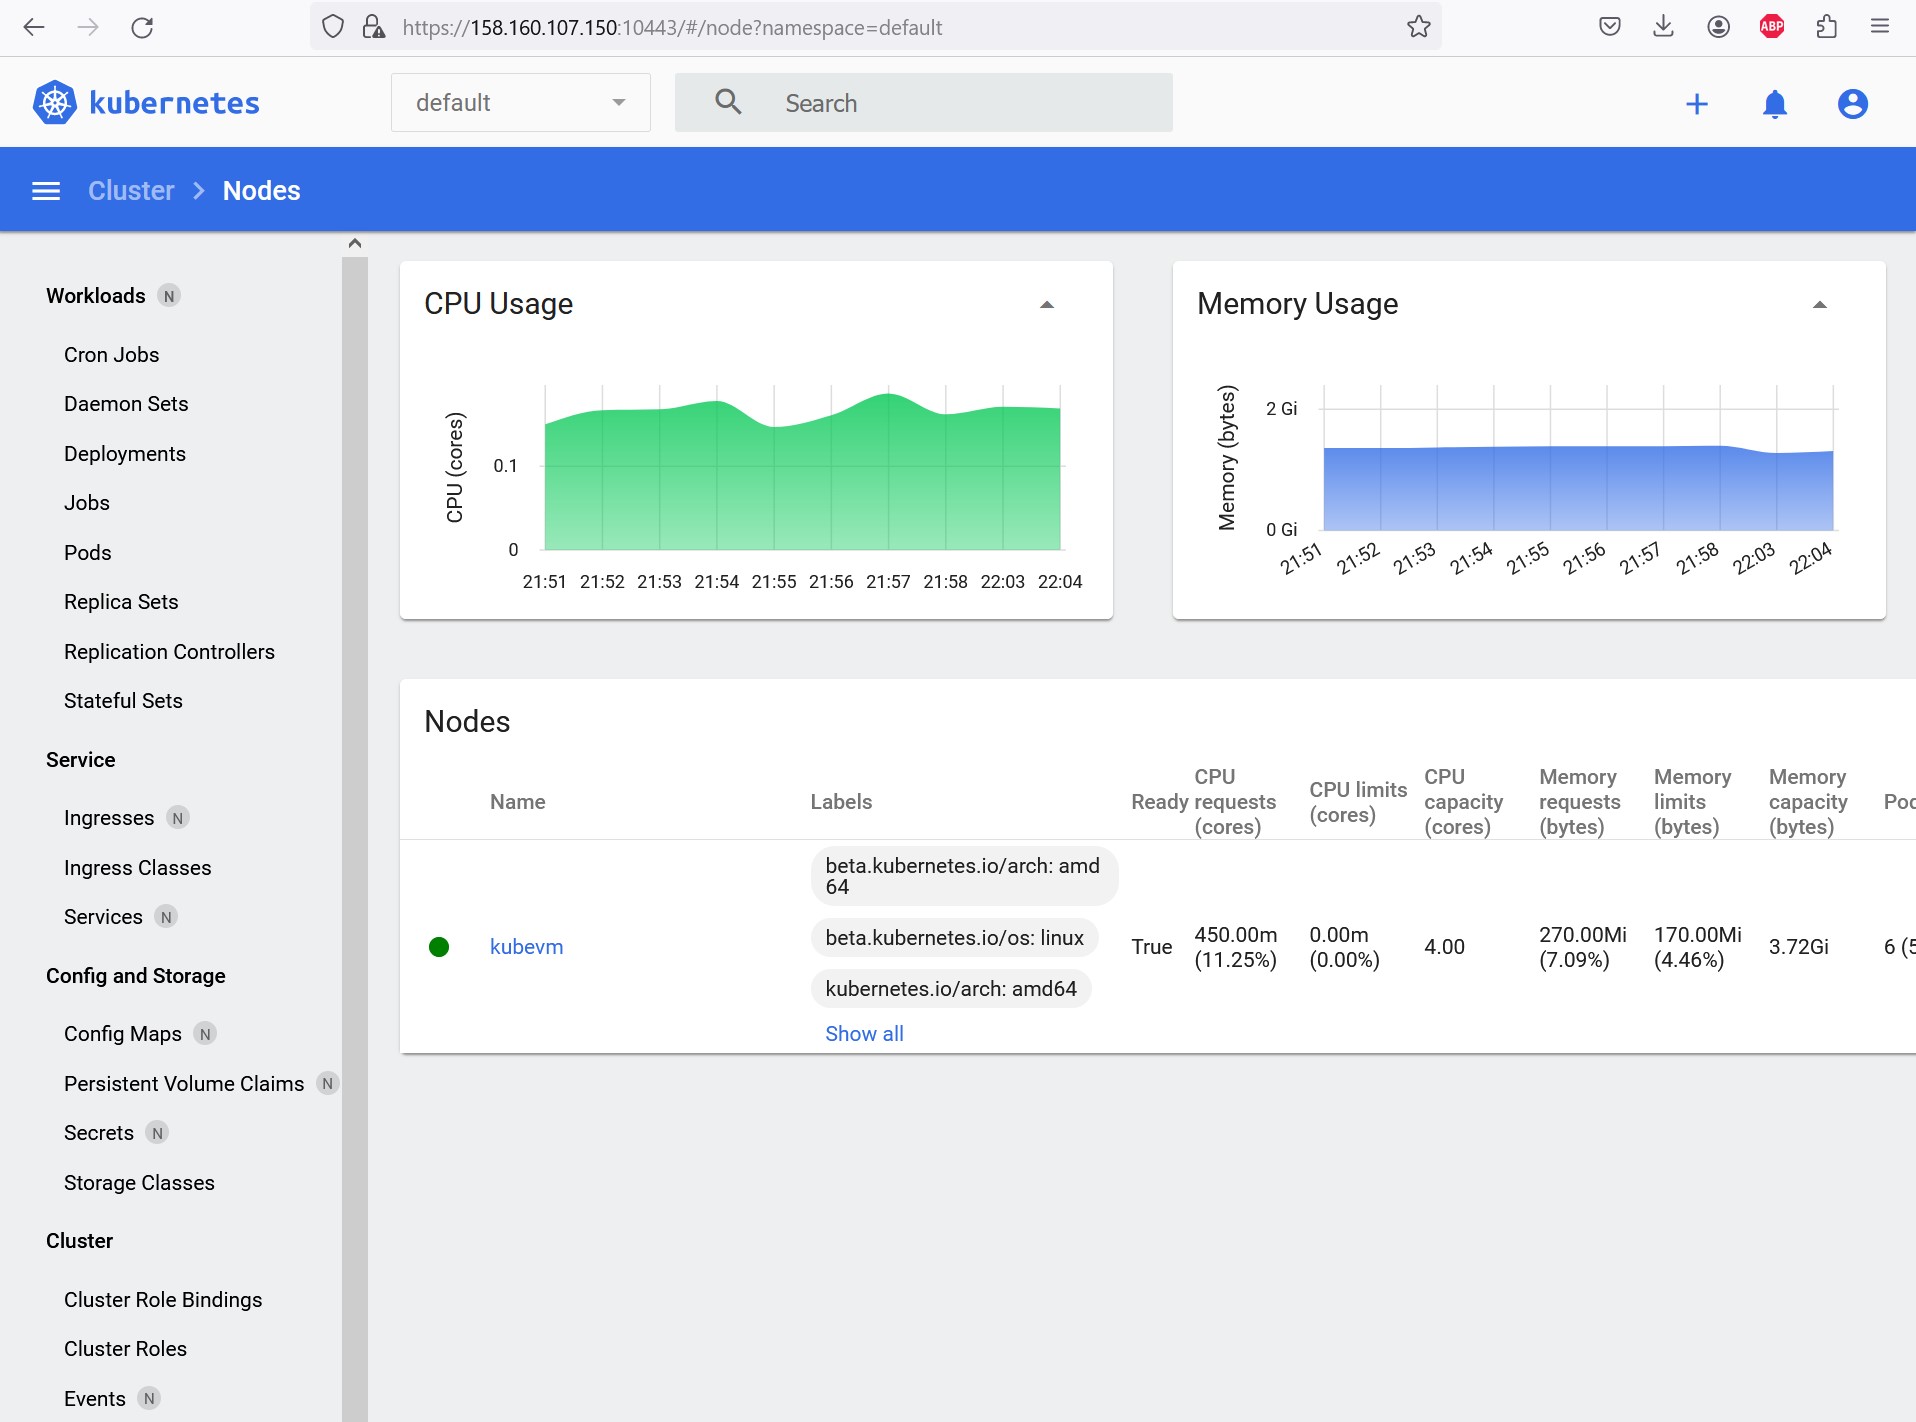 https://158.160.107.150:10443/#/node?namespace=default
ABP
kubernetes
default
Search
Cluster
Nodes
Workloads N
Cron Jobs
Daemon Sets
Deployments
Jobs
Pods
Replica Sets
Replication Controllers
Stateful Sets
Service
Ingresses N
Ingress Classes
Services N
Config and Storage
Config Maps N
Persistent Volume Claims N
Secrets N
Storage Classes
Cluster
Cluster Role Bindings
Cluster Roles
Events N
CPU Usage
CPU (cores)
0.1
0
21:51 21:52 21:53 21:54 21:55 21:56 21:57 21:58 22:03 22:04
Memory Usage
Memory (bytes)
2 Gi
0 Gi
21:51 21:52 21:53 21:54 21:55 21:56 21:57 21:58 22:03 22:04
Nodes
Name
Labels
Ready
CPU
requests
(cores)
CPU limits
(cores)
CPU
capacity
(cores)
Memory
requests
(bytes)
Memory
limits
(bytes)
Memory
capacity
(bytes)
kubevm
beta.kubernetes.io/arch: amd
64
beta.kubernetes.io/os: linux
kubernetes.io/arch: amd64
Show all
True
450.00m
(11.25%)
0.00m
(0.00%)
4.00
270.00Mi
(7.09%)
170.00Mi
(4.46%)
3.72Gi
6 (5